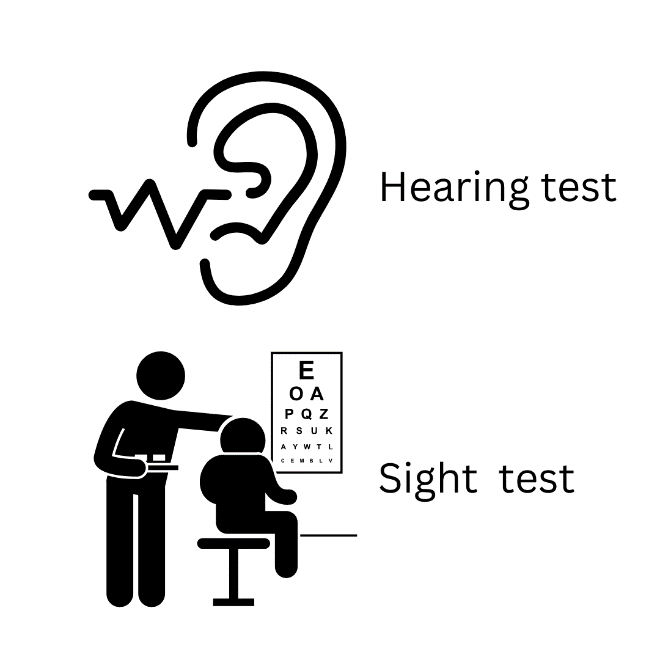 Hearing test
E
O A
P Q Z
R S U K
A Y W T L
C E M B L V
Sight  test